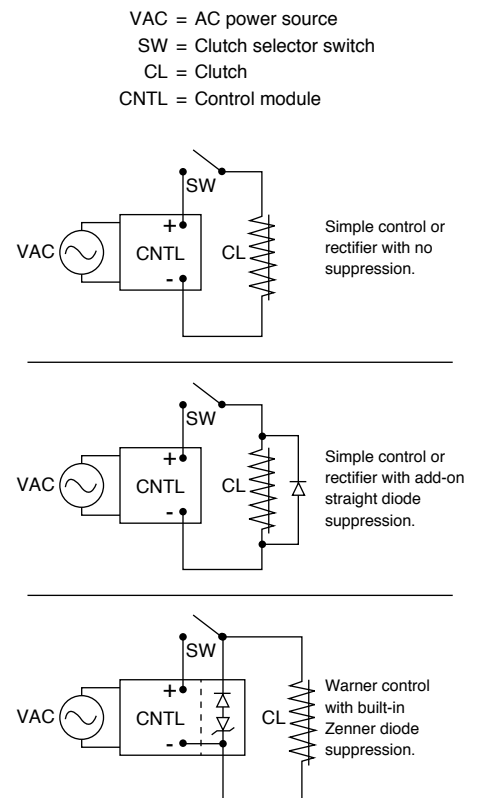 VAC = AC power source
SW = Clutch selector switch
CL = Clutch
CNTL = Control module
SW
+
VAC
CNTL
CL
-
Simple control or
rectifier with no
suppression.
SW
+
VAC
CNTL
CL
-
Simple control or
rectifier with add-on
straight diode
suppression.
SW
+
VAC
CNTL
CL
-
Warner control
with built-in
Zenner diode
suppression.